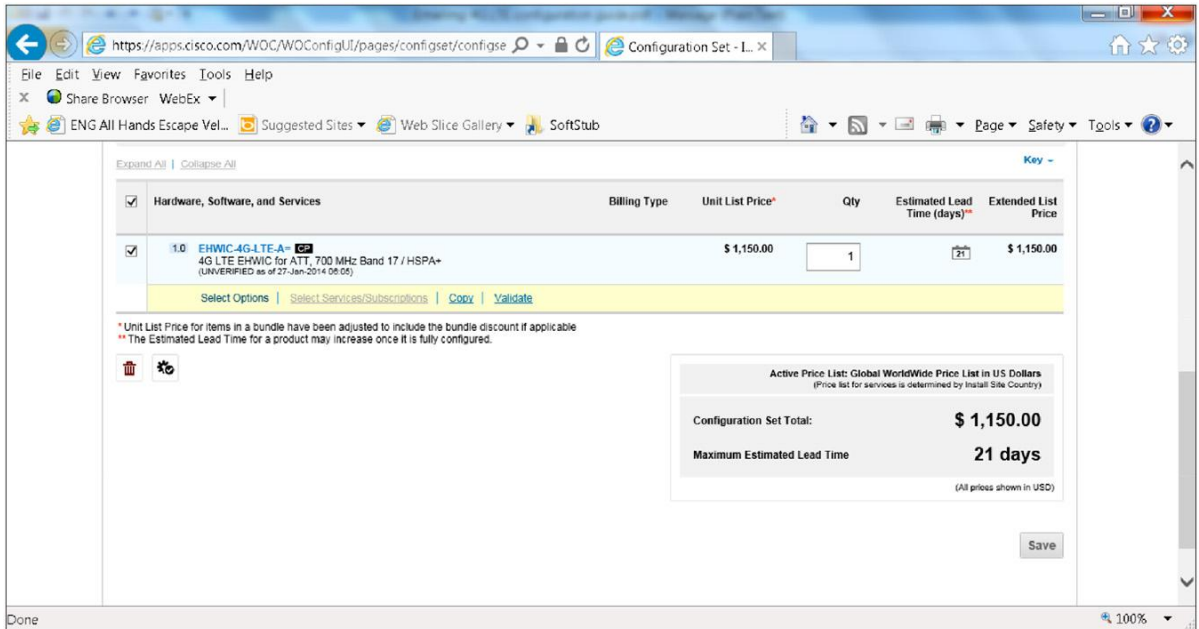 https://apps.cisco.com/WOC/WOConfigUI/pages/configset/configse
Configuration Set - I...
File Edit View Favorites Tools Help
Share Browser WebEx
ENG All Hands Escape Vel... Suggested Sites Web Slice Gallery SoftStub
Page Safety Tools
Expand All | Collapse All
Key
Hardware, Software, and Services Billing Type Unit List Price* Qty Estimated Lead Time (days)** Extended List Price
1.0 EHWIC-4G-LTE-A= CP $ 1,150.00 1 21 $ 1,150.00
4G LTE EHWIC for ATT, 700 MHz Band 17 / HSPA+
(UNVERIFIED as of 27-Jan-2014 06:05)
Select Options | Select Services/Subscriptions | Copy | Validate
* Unit List Price for items in a bundle have been adjusted to include the bundle discount if applicable
** The Estimated Lead Time for a product may increase once it is fully configured.
Active Price List: Global WorldWide Price List in US Dollars
(Price list for services is determined by Install Site Country)
Configuration Set Total: $ 1,150.00
Maximum Estimated Lead Time 21 days
(All prices shown in USD)
Save
Done 100%